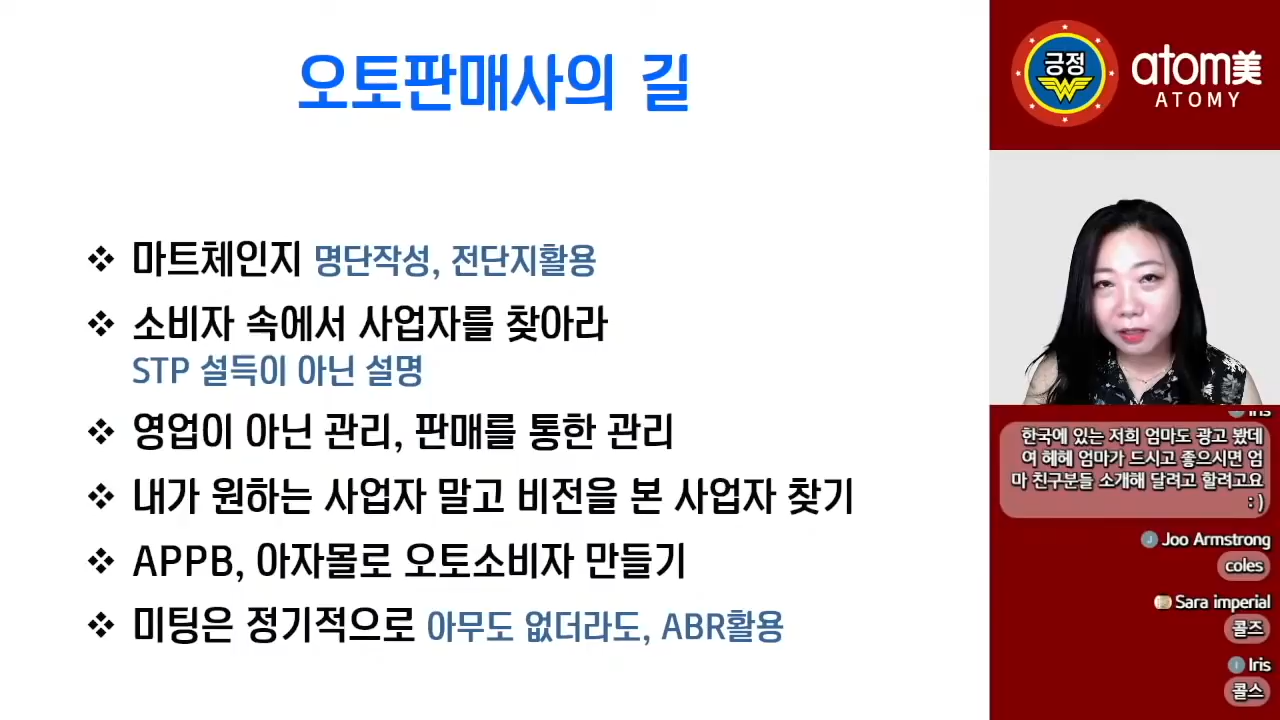 오토판매사의 길
❖ 마트체인지 명단작성, 전단지활용
❖ 소비자 속에서 사업자를 찾아라
STP 설득이 아닌 설명
❖ 영업이 아닌 관리, 판매를 통한 관리
❖ 내가 원하는 사업자 말고 비전을 본 사업자 찾기
❖ APPB, 아자몰로 오토소비자 만들기
❖ 미팅은 정기적으로 아무도 없더라도, ABR활용
긍정
atom美
ATOMY
Iris
한국에 있는 저희 엄마도 광고 봤데
여 헤헤 엄마가 드시고 좋으시면 엄
마 친구분들 소개해 달려고 할려고요
:)
J Joo Armstrong
coles
Sara imperial
콜즈
I Iris
콜스